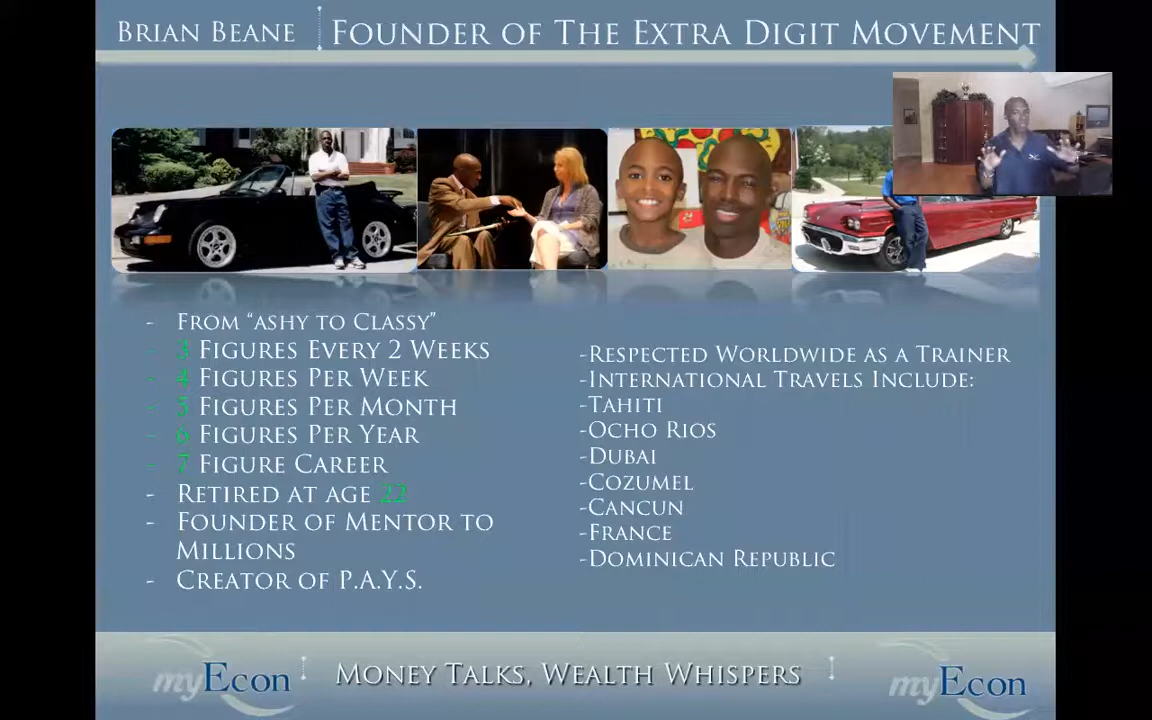 Brian Beane
Founder of The Extra Digit Movement
- From “ashy to Classy”
- 3 Figures Every 2 Weeks
- 4 Figures Per Week
- 5 Figures Per Month
- 6 Figures Per Year
- 7 Figure Career
- Retired at age 22
- Founder of Mentor to
Millions
- Creator of P.A.Y.S.
-Respected Worldwide as a Trainer
-International Travels Include:
-Tahiti
-Ocho Rios
-Dubai
-Cozumel
-Cancun
-France
-Dominican Republic
myEcon
Money Talks, Wealth Whispers
myEcon